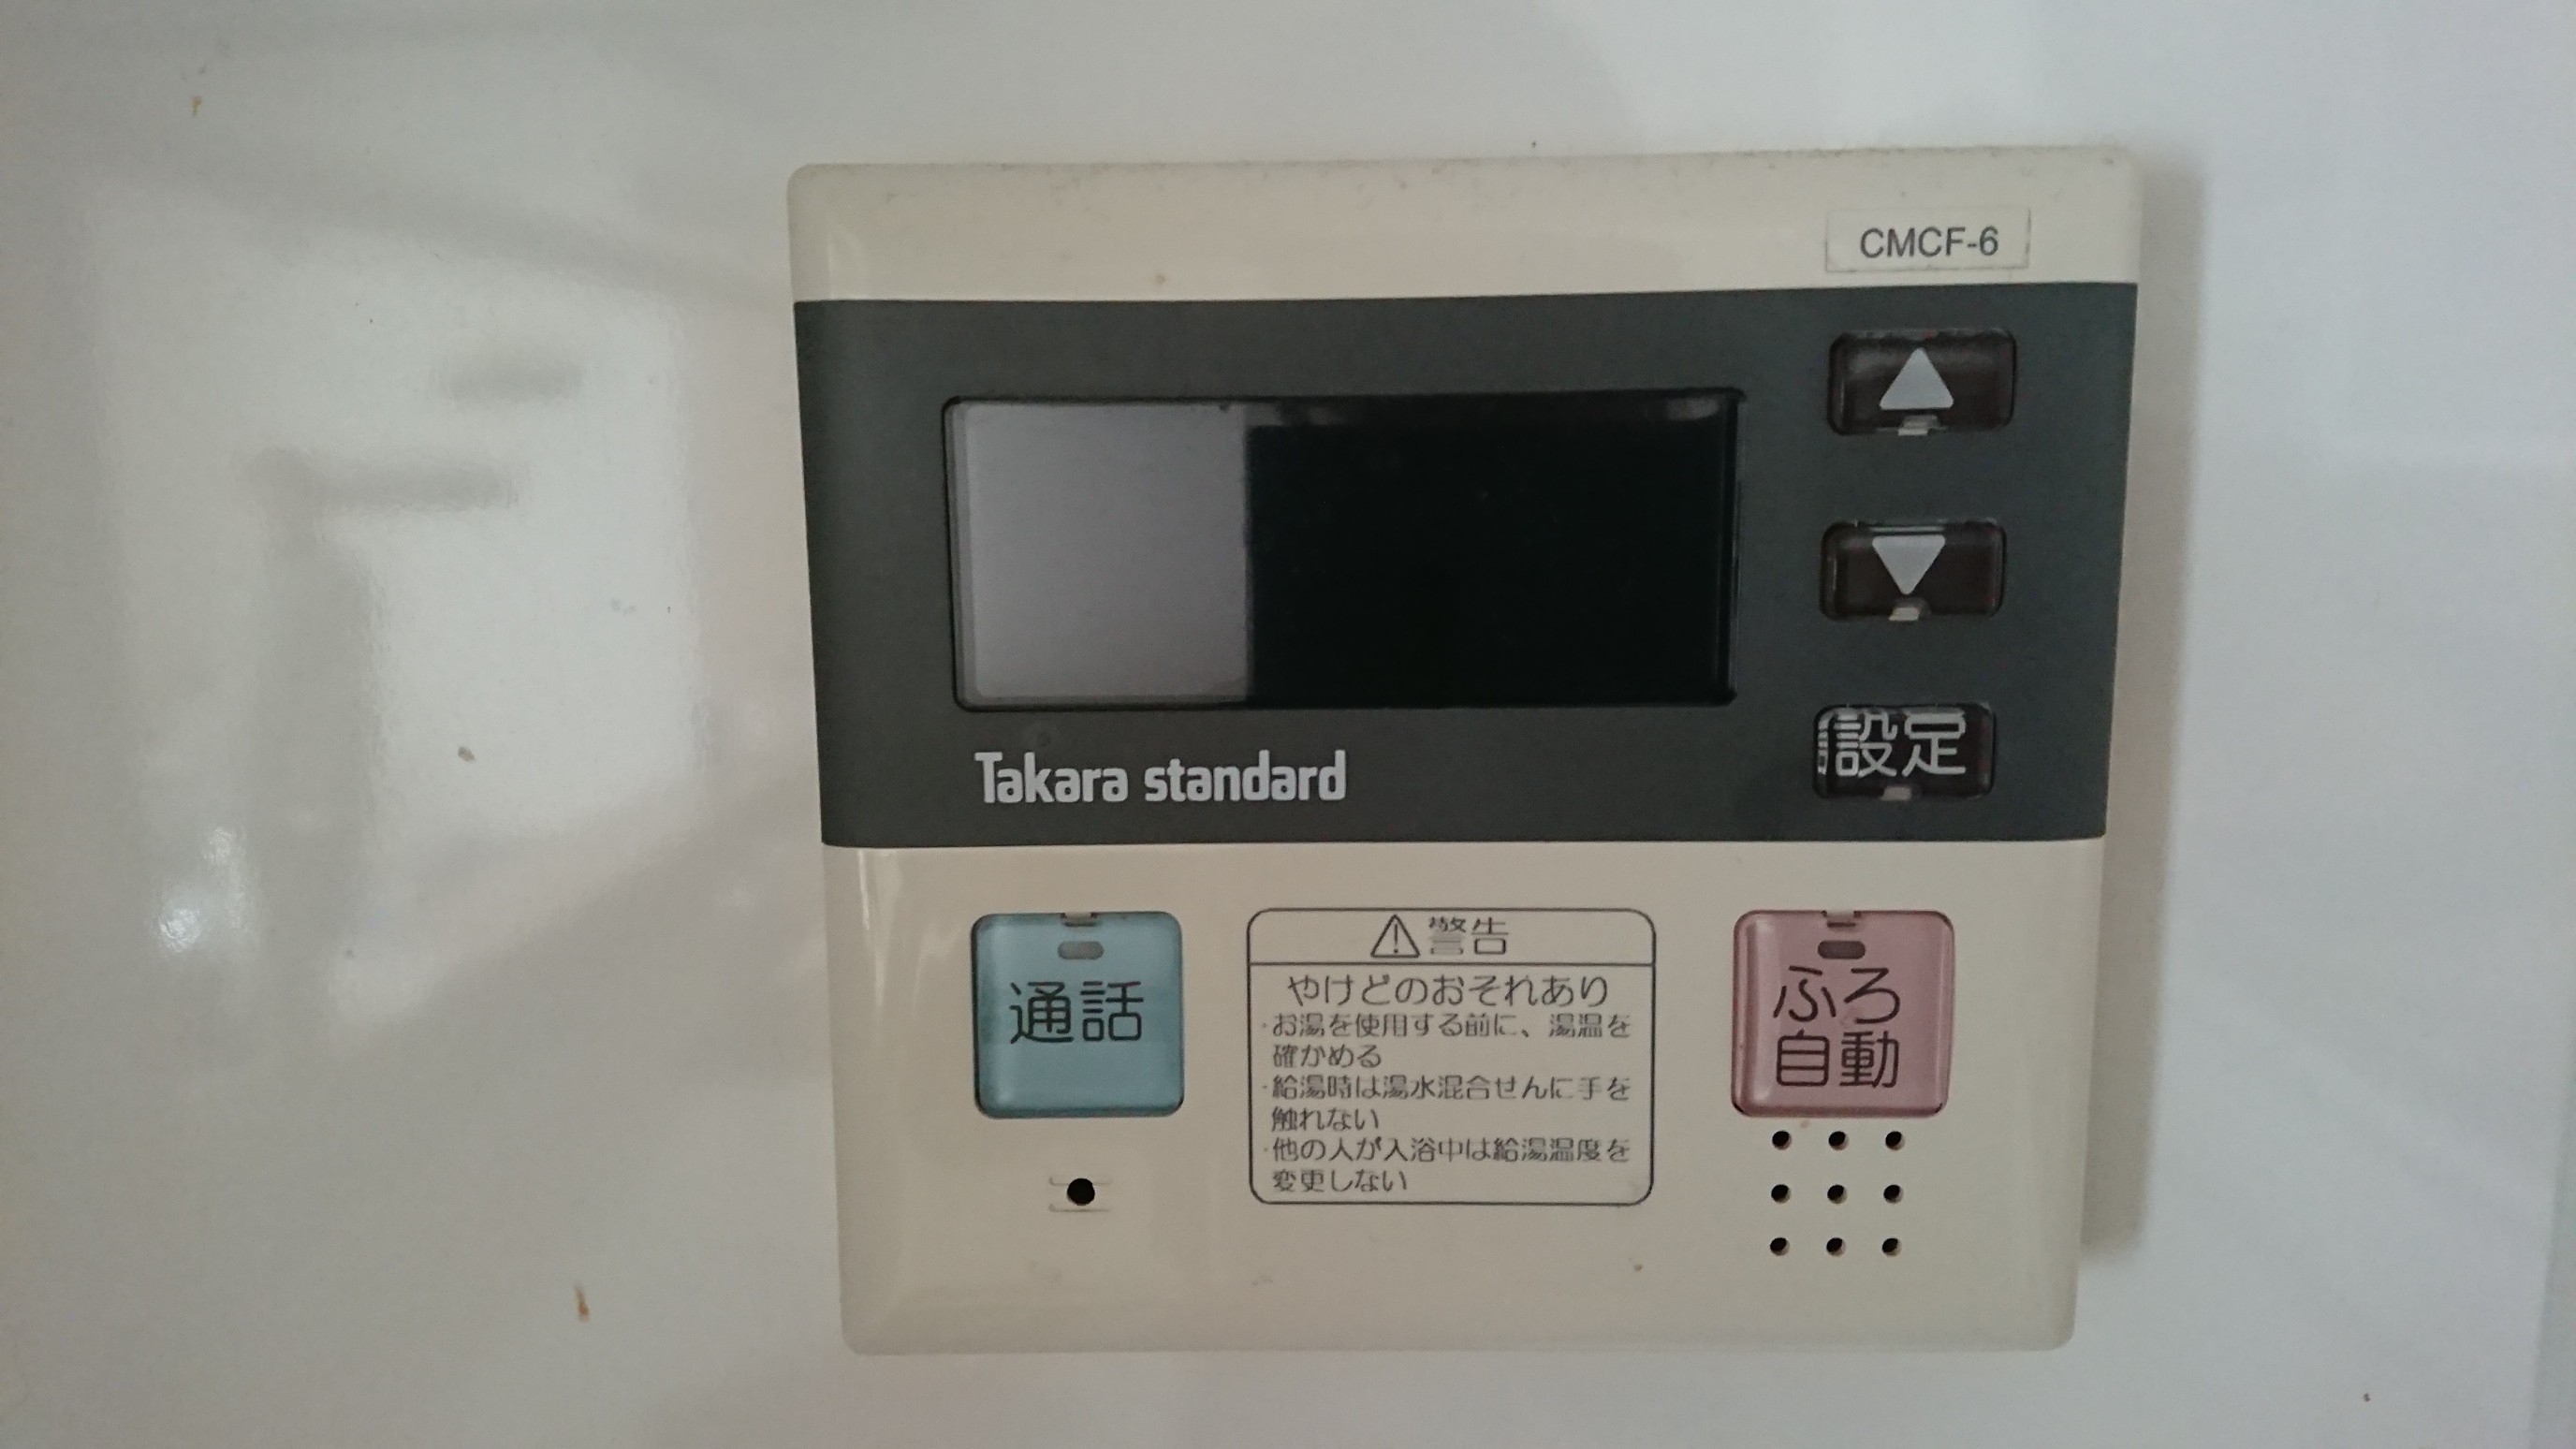 CMCF-6
▲
▼
設定
Takara standard
通話
⚠警告
やけどのおそれあり
・お湯を使用する前に、湯温を
確かめる
・給湯時は湯水混合せんに手を
触れない
・他の人が入浴中は給湯温度を
変更しない
ふろ
自動